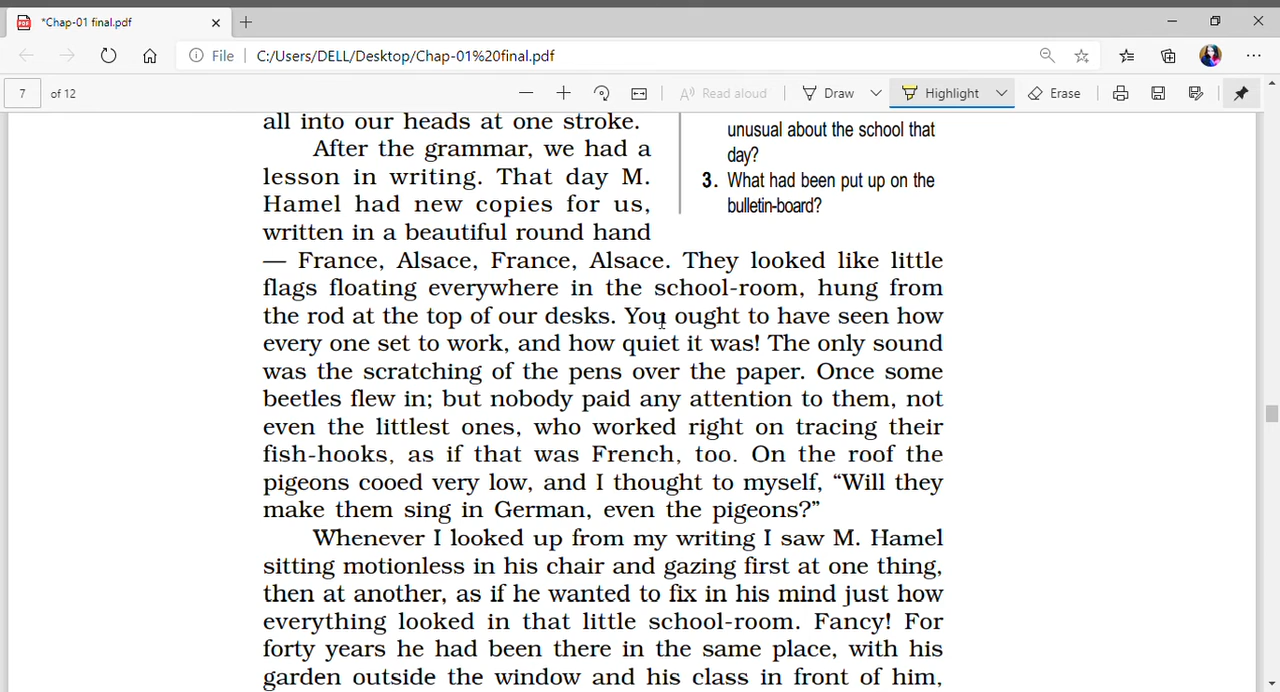 *Chap-01 final.pdf
File C:/Users/DELL/Desktop/Chap-01%20final.pdf
7 of 12 Read aloud Draw Highlight Erase
all into our heads at one stroke.
After the grammar, we had a
lesson in writing. That day M.
Hamel had new copies for us,
written in a beautiful round hand
unusual about the school that
day?
3. What had been put up on the
bulletin-board?
— France, Alsace, France, Alsace. They looked like little
flags floating everywhere in the school-room, hung from
the rod at the top of our desks. You ought to have seen how
every one set to work, and how quiet it was! The only sound
was the scratching of the pens over the paper. Once some
beetles flew in; but nobody paid any attention to them, not
even the littlest ones, who worked right on tracing their
fish-hooks, as if that was French, too. On the roof the
pigeons cooed very low, and I thought to myself, “Will they
make them sing in German, even the pigeons?”
Whenever I looked up from my writing I saw M. Hamel
sitting motionless in his chair and gazing first at one thing,
then at another, as if he wanted to fix in his mind just how
everything looked in that little school-room. Fancy! For
forty years he had been there in the same place, with his
garden outside the window and his class in front of him,